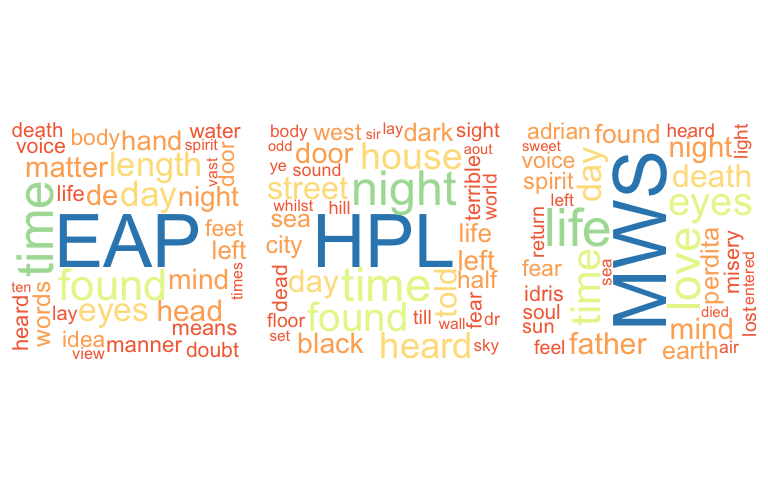 death
voice
body
hand
water
spirit
matter
length
vast
door
life
de
day
night
time
EAP
feet
left
found
mind
times
ten
heard
words
lay
eyes
head
means
idea
view
manner
doubt
body
west
sir
lay
dark
sight
odd
door
house
aout
ye
sound
street
night
terrible
world
whilst
hill
sea
city
HPL
life
left
dead
day
time
told
half
fear
floor
found
till
wall
dr
set
black
heard
sky
adrian
found
heard
light
sweet
voice
day
night
spirit
death
left
eyes
return
life
MWS
love
perdita
misery
fear
time
sea
idris
soul
sun
died
entered
lost
feel
father
mind
earth
air